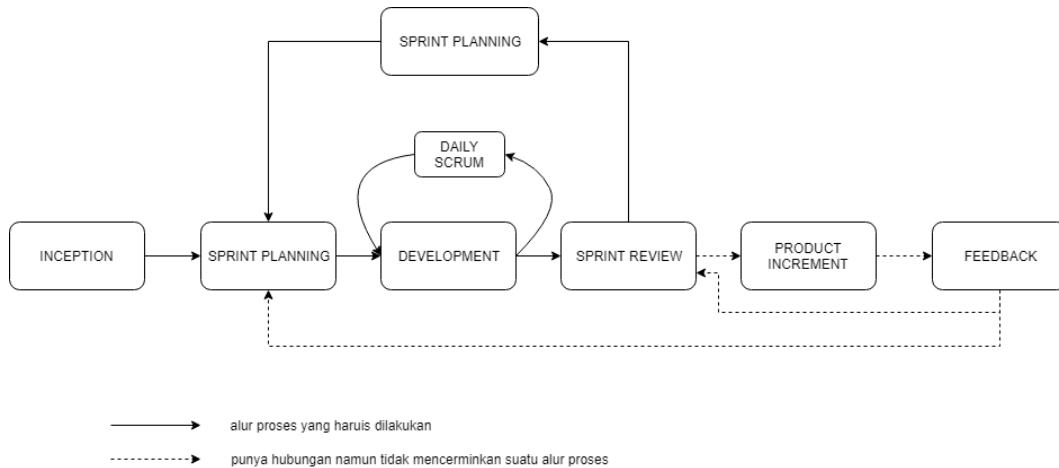 SPRINT PLANNING
DAILY
SCRUM
INCEPTION
SPRINT PLANNING
DEVELOPMENT
SPRINT REVIEW
PRODUCT
INCREMENT
FEEDBACK
alur proses yang haruis dilakukan
punya hubungan namun tidak mencerminkan suatu alur proses